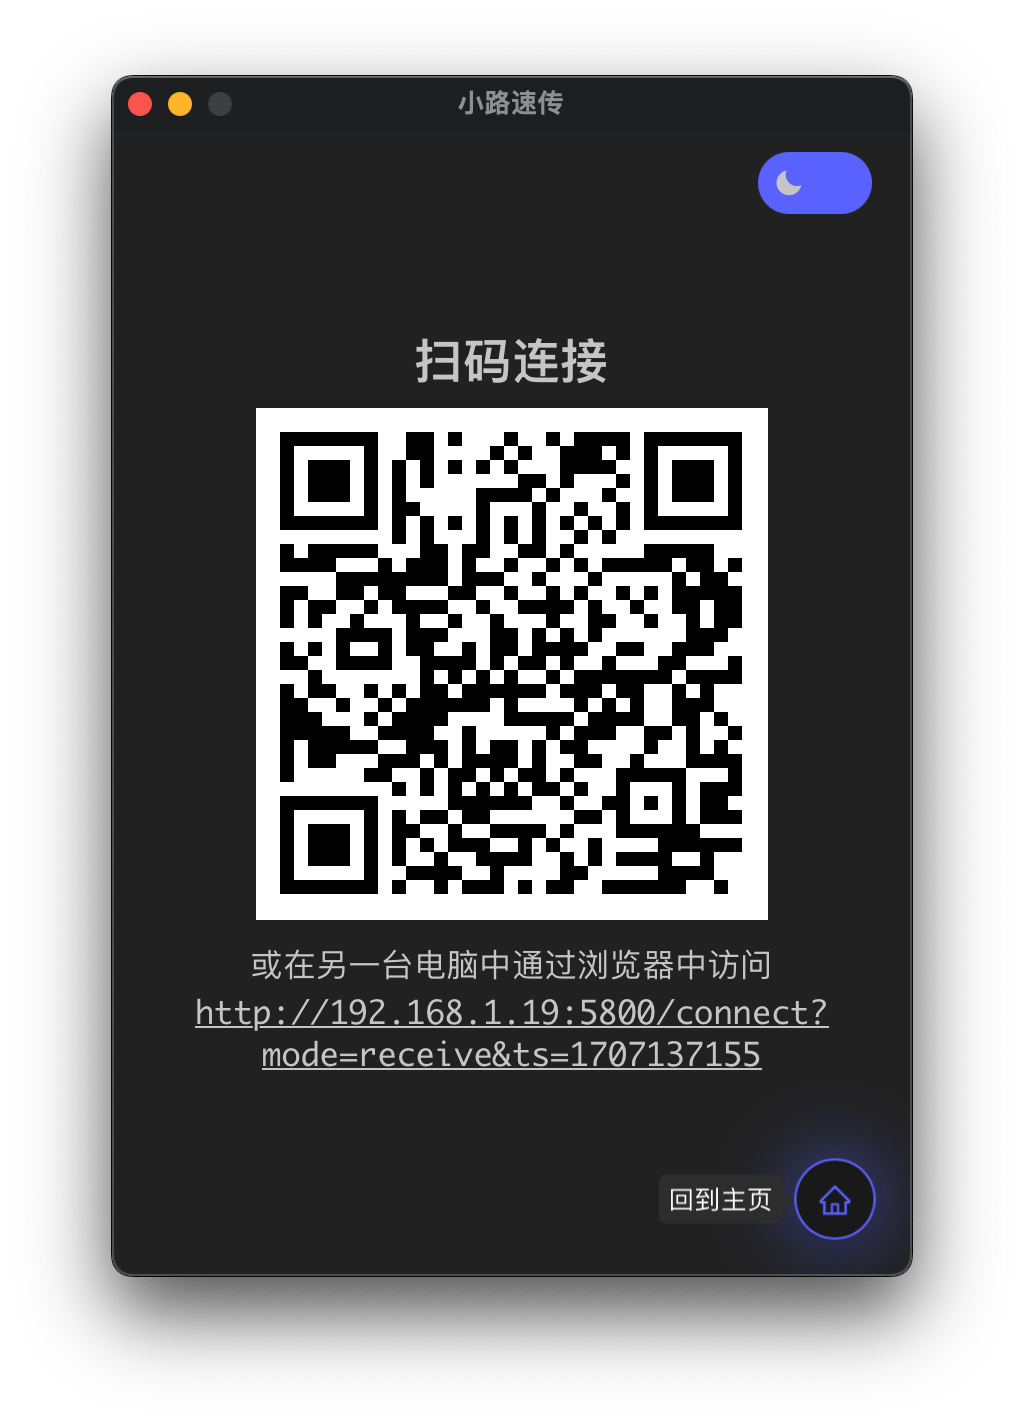 小路速传
扫码连接
或在另一台电脑中通过浏览器中访问
http://192.168.1.19:5800/connect?
mode=receive&ts=1707137155
回到主页